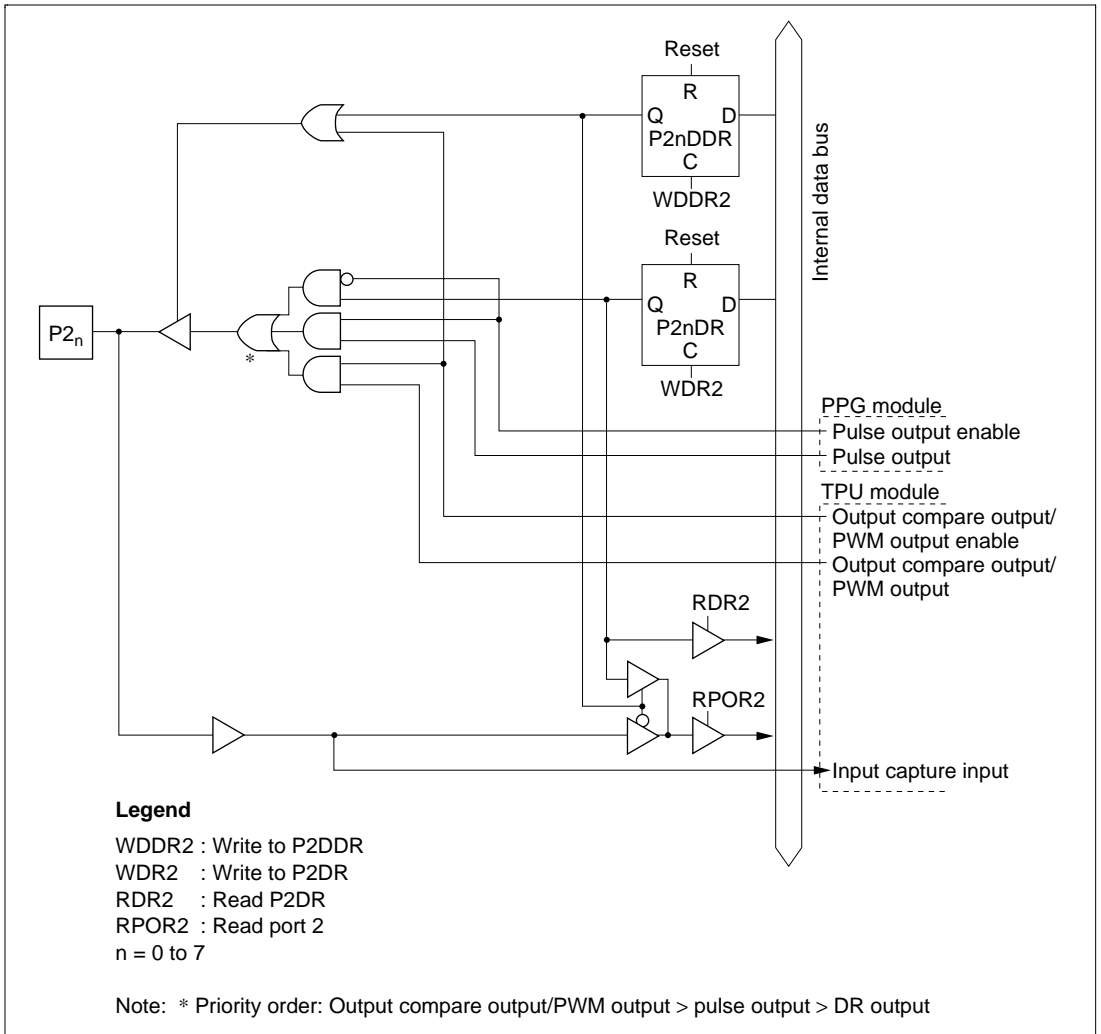 Reset
R
Q D
P2nDDR
C
WDDR2
Internal data bus
Reset
R
Q D
P2nDR
C
WDR2
P2n
*
PPG module
Pulse output enable
Pulse output
TPU module
Output compare output/
PWM output enable
Output compare output/
PWM output
RDR2
RPOR2
Input capture input
Legend
WDDR2 : Write to P2DDR
WDR2 : Write to P2DR
RDR2 : Read P2DR
RPOR2 : Read port 2
n = 0 to 7
Note: * Priority order: Output compare output/PWM output > pulse output > DR output